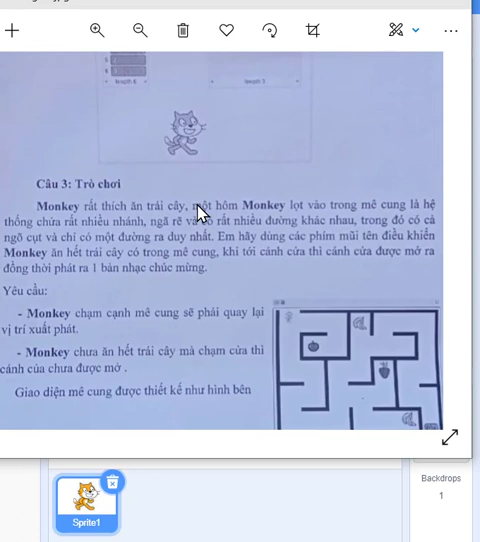 length 6
length 3
Câu 3: Trò chơi
Monkey rất thích ăn trái cây, một hôm Monkey lọt vào trong mê cung là hệ
thống chứa rất nhiều nhánh, ngã rẽ và rất nhiều đường khác nhau, trong đó có cả
ngõ cụt và chỉ có một đường ra duy nhất. Em hãy dùng các phím mũi tên điều khiển
Monkey ăn hết trái cây có trong mê cung, khi tới cánh cửa thì cánh cửa được mở ra
đồng thời phát ra 1 bản nhạc chúc mừng.
Yêu cầu:
- Monkey chạm cạnh mê cung sẽ phải quay lại
vị trí xuất phát.
- Monkey chưa ăn hết trái cây mà chạm cửa thì
cánh của chưa được mở .
Giao diện mê cung được thiết kế như hình bên
Sprite1
Backdrops
1